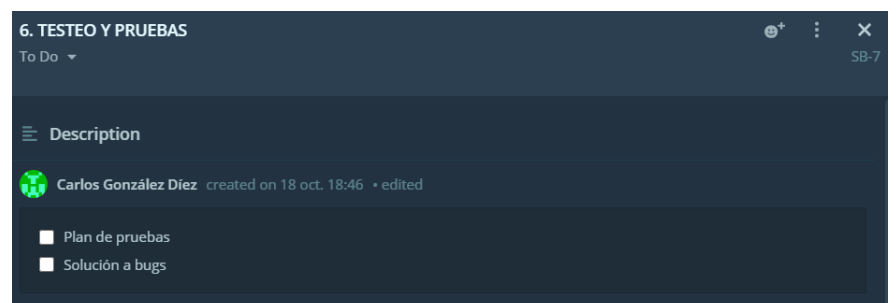 6. TESTEO Y PRUEBAS
To Do
SB-7
Description
Carlos González Díez created on 18 oct. 18:46 • edited
Plan de pruebas
Solución a bugs